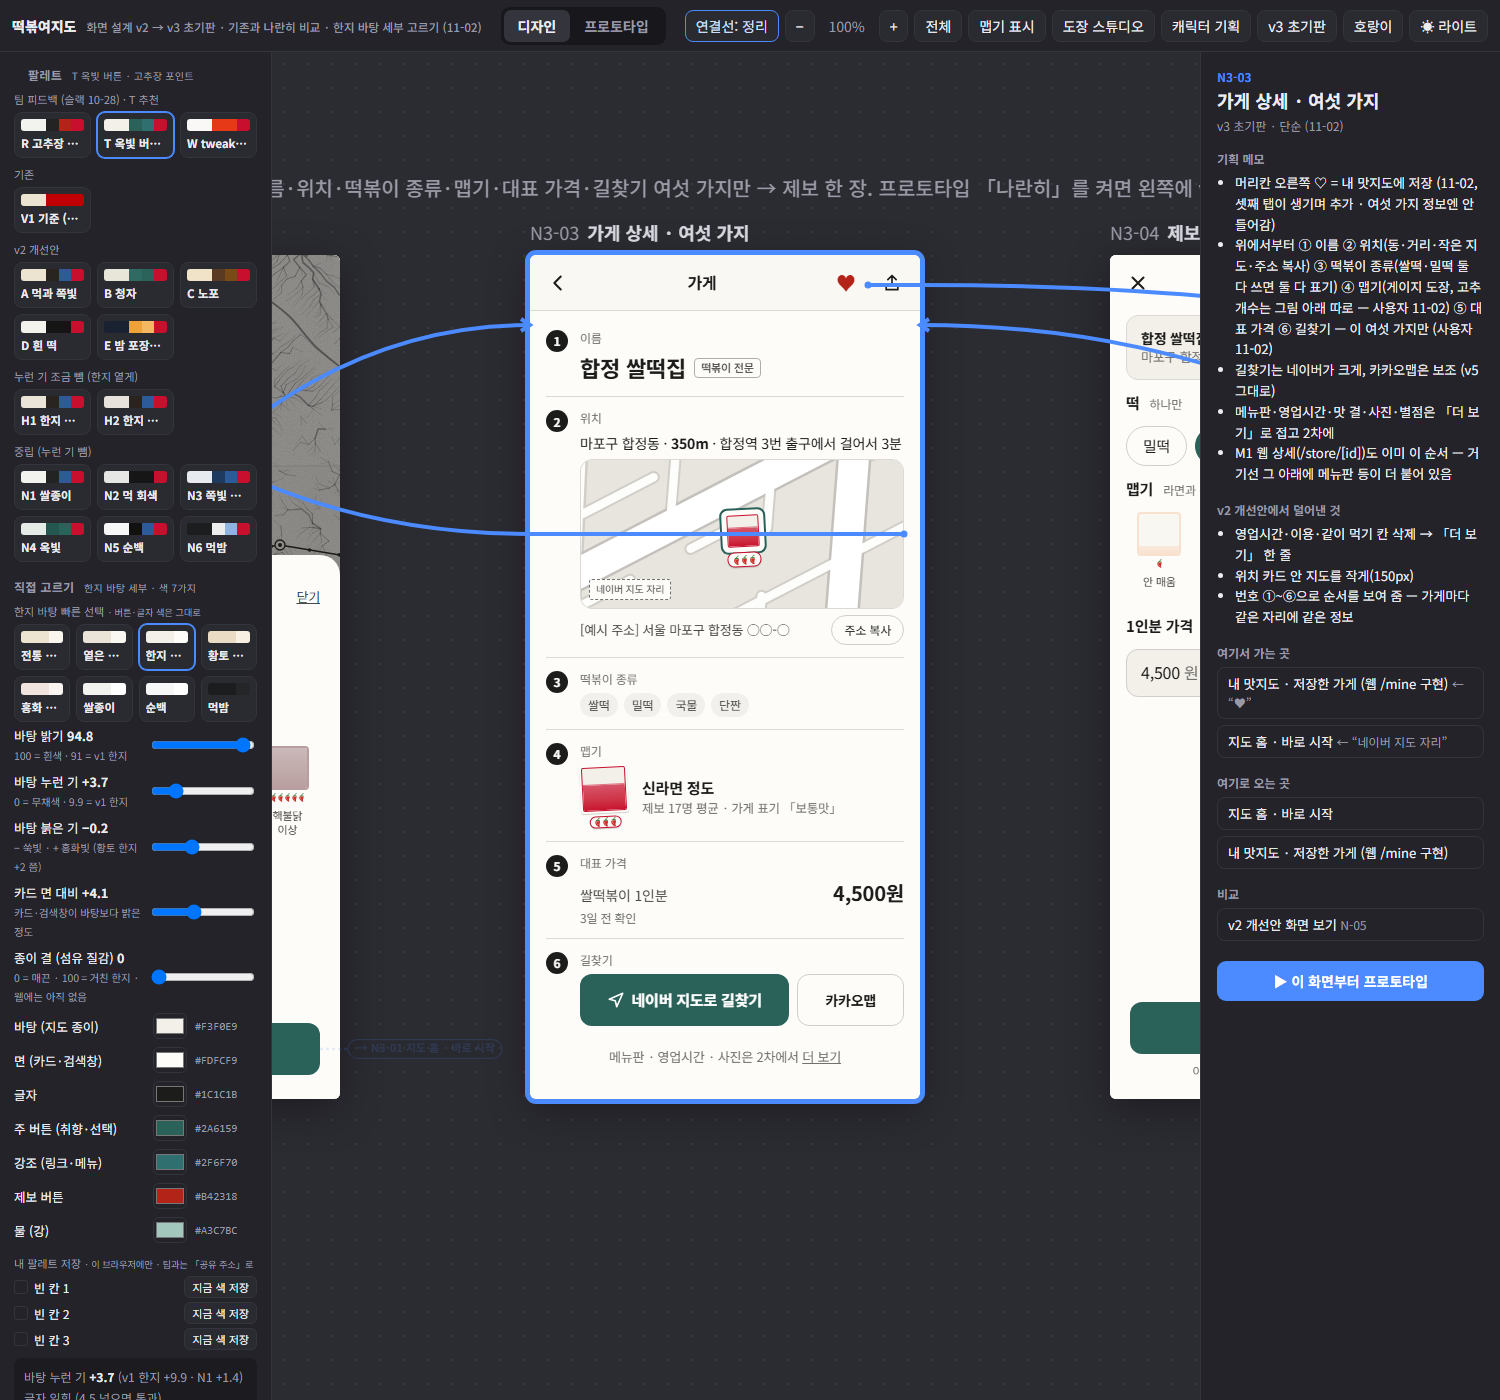 떡볶여지도 화면 설계 v2 → v3 초기판 · 기존과 나란히 비교 · 한지 바탕 세부 고르기 (11-02)
디자인 프로토타입
연결선: 정리 − 100% + 전체 맵기 표시 도장 스튜디오 캐릭터 기획 v3 초기판 호랑이 ☀ 라이트
팔레트 T 옥빛 버튼 · 고추장 포인트
팀 피드백 (슬랙 10-28) · T 추천
R 고추장 ⋯ T 옥빛 버⋯ W tweak⋯
기존
V1 기준 (⋯
v2 개선안
A 먹과 쪽빛 B 청자 C 노포
D 흰 떡 E 밤 포장⋯
누런 기 조금 뺌 (한지 옅게)
H1 한지 ⋯ H2 한지 ⋯
중립 (누런 기 뺌)
N1 쌀종이 N2 먹 회색 N3 쪽빛 ⋯
N4 옥빛 N5 순백 N6 먹밤
직접 고르기 한지 바탕 세부 · 색 7가지
한지 바탕 빠른 선택 · 버튼·글자 색은 그대로
전통 ⋯ 옅은 ⋯ 한지 ⋯ 황토 ⋯
홍화 ⋯ 쌀종이 순백 먹밤
바탕 밝기 94.8
100 = 흰색 · 91 = v1 한지
바탕 누런 기 +3.7
0 = 무채색 · 9.9 = v1 한지
바탕 붉은 기 −0.2
− 쑥빛 · + 홍화빛 (황토 한지
+2 쯤)
카드 면 대비 +4.1
카드·검색창이 바탕보다 밝은
정도
종이 결 (섬유 질감) 0
0 = 매끈 · 100 = 거친 한지 ·
웹에는 아직 없음
바탕 (지도 종이) #F3F0E9
면 (카드·검색창) #FDFCF9
글자 #1C1C1B
주 버튼 (취향·선택) #2A6159
강조 (링크·메뉴) #2F6F70
제보 버튼 #B42318
물 (강) #A3C7BC
내 팔레트 저장 · 이 브라우저에만 · 팀과는 「공유 주소」로
빈 칸 1 지금 색 저장
빈 칸 2 지금 색 저장
빈 칸 3 지금 색 저장
바탕 누런 기 +3.7 (v1 한지 +9.9 · N1 +1.4)
글자 읽힘 (4.5 넘으면 통과)
름·위치·떡볶이 종류·맵기·대표 가격·길찾기 여섯 가지만 → 제보 한 장. 프로토타입 「나란히」를 켜면 왼쪽에
닫기
핵불닭
이상
→ N3-01 지도 홈 · 바로 시작
N3-03 가게 상세 · 여섯 가지
가게
1 이름
합정 쌀떡집 떡볶이 전문
2 위치
마포구 합정동 · 350m · 합정역 3번 출구에서 걸어서 3분
네이버 지도 자리
[예시 주소] 서울 마포구 합정동 ○○-○ 주소 복사
3 떡볶이 종류
쌀떡 밀떡 국물 단짠
4 맵기
신라면 정도
제보 17명 평균 · 가게 표기 「보통맛」
5 대표 가격
쌀떡볶이 1인분 4,500원
3일 전 확인
6 길찾기
네이버 지도로 길찾기 카카오맵
메뉴판 · 영업시간 · 사진은 2차에서 더 보기
N3-04 제보
합정 쌀떡집
마포구 합정
떡 하나만
밀떡
맵기 라면과
안 매움
1인분 가격
4,500 원
N3-03
가게 상세 · 여섯 가지
v3 초기판 · 단순 (11-02)
기획 메모
• 머리칸 오른쪽 ♡ = 내 맛지도에 저장 (11-02,
셋째 탭이 생기며 추가 · 여섯 가지 정보엔 안
들어감)
• 위에서부터 ① 이름 ② 위치(동·거리·작은 지
도·주소 복사) ③ 떡볶이 종류(쌀떡·밀떡 둘
다 쓰면 둘 다 표기) ④ 맵기(게이지 도장, 고추
개수는 그림 아래 따로 — 사용자 11-02) ⑤ 대
표 가격 ⑥ 길찾기 — 이 여섯 가지만 (사용자
11-02)
• 길찾기는 네이버가 크게, 카카오맵은 보조 (v5
그대로)
• 메뉴판·영업시간·맛 결·사진·별점은 「더 보
기」로 접고 2차에
• M1 웹 상세(/store/[id])도 이미 이 순서 — 거
기선 그 아래에 메뉴판 등이 더 붙어 있음
v2 개선안에서 덜어낸 것
• 영업시간·이용·같이 먹기 칸 삭제 → 「더 보
기」 한 줄
• 위치 카드 안 지도를 작게(150px)
• 번호 ①~⑥으로 순서를 보여 줌 — 가게마다
같은 자리에 같은 정보
여기서 가는 곳
내 맛지도 · 저장한 가게 (웹 /mine 구현) ←
“♥”
지도 홈 · 바로 시작 ← “네이버 지도 자리”
여기로 오는 곳
지도 홈 · 바로 시작
내 맛지도 · 저장한 가게 (웹 /mine 구현)
비교
v2 개선안 화면 보기 N-05
▶ 이 화면부터 프로토타입